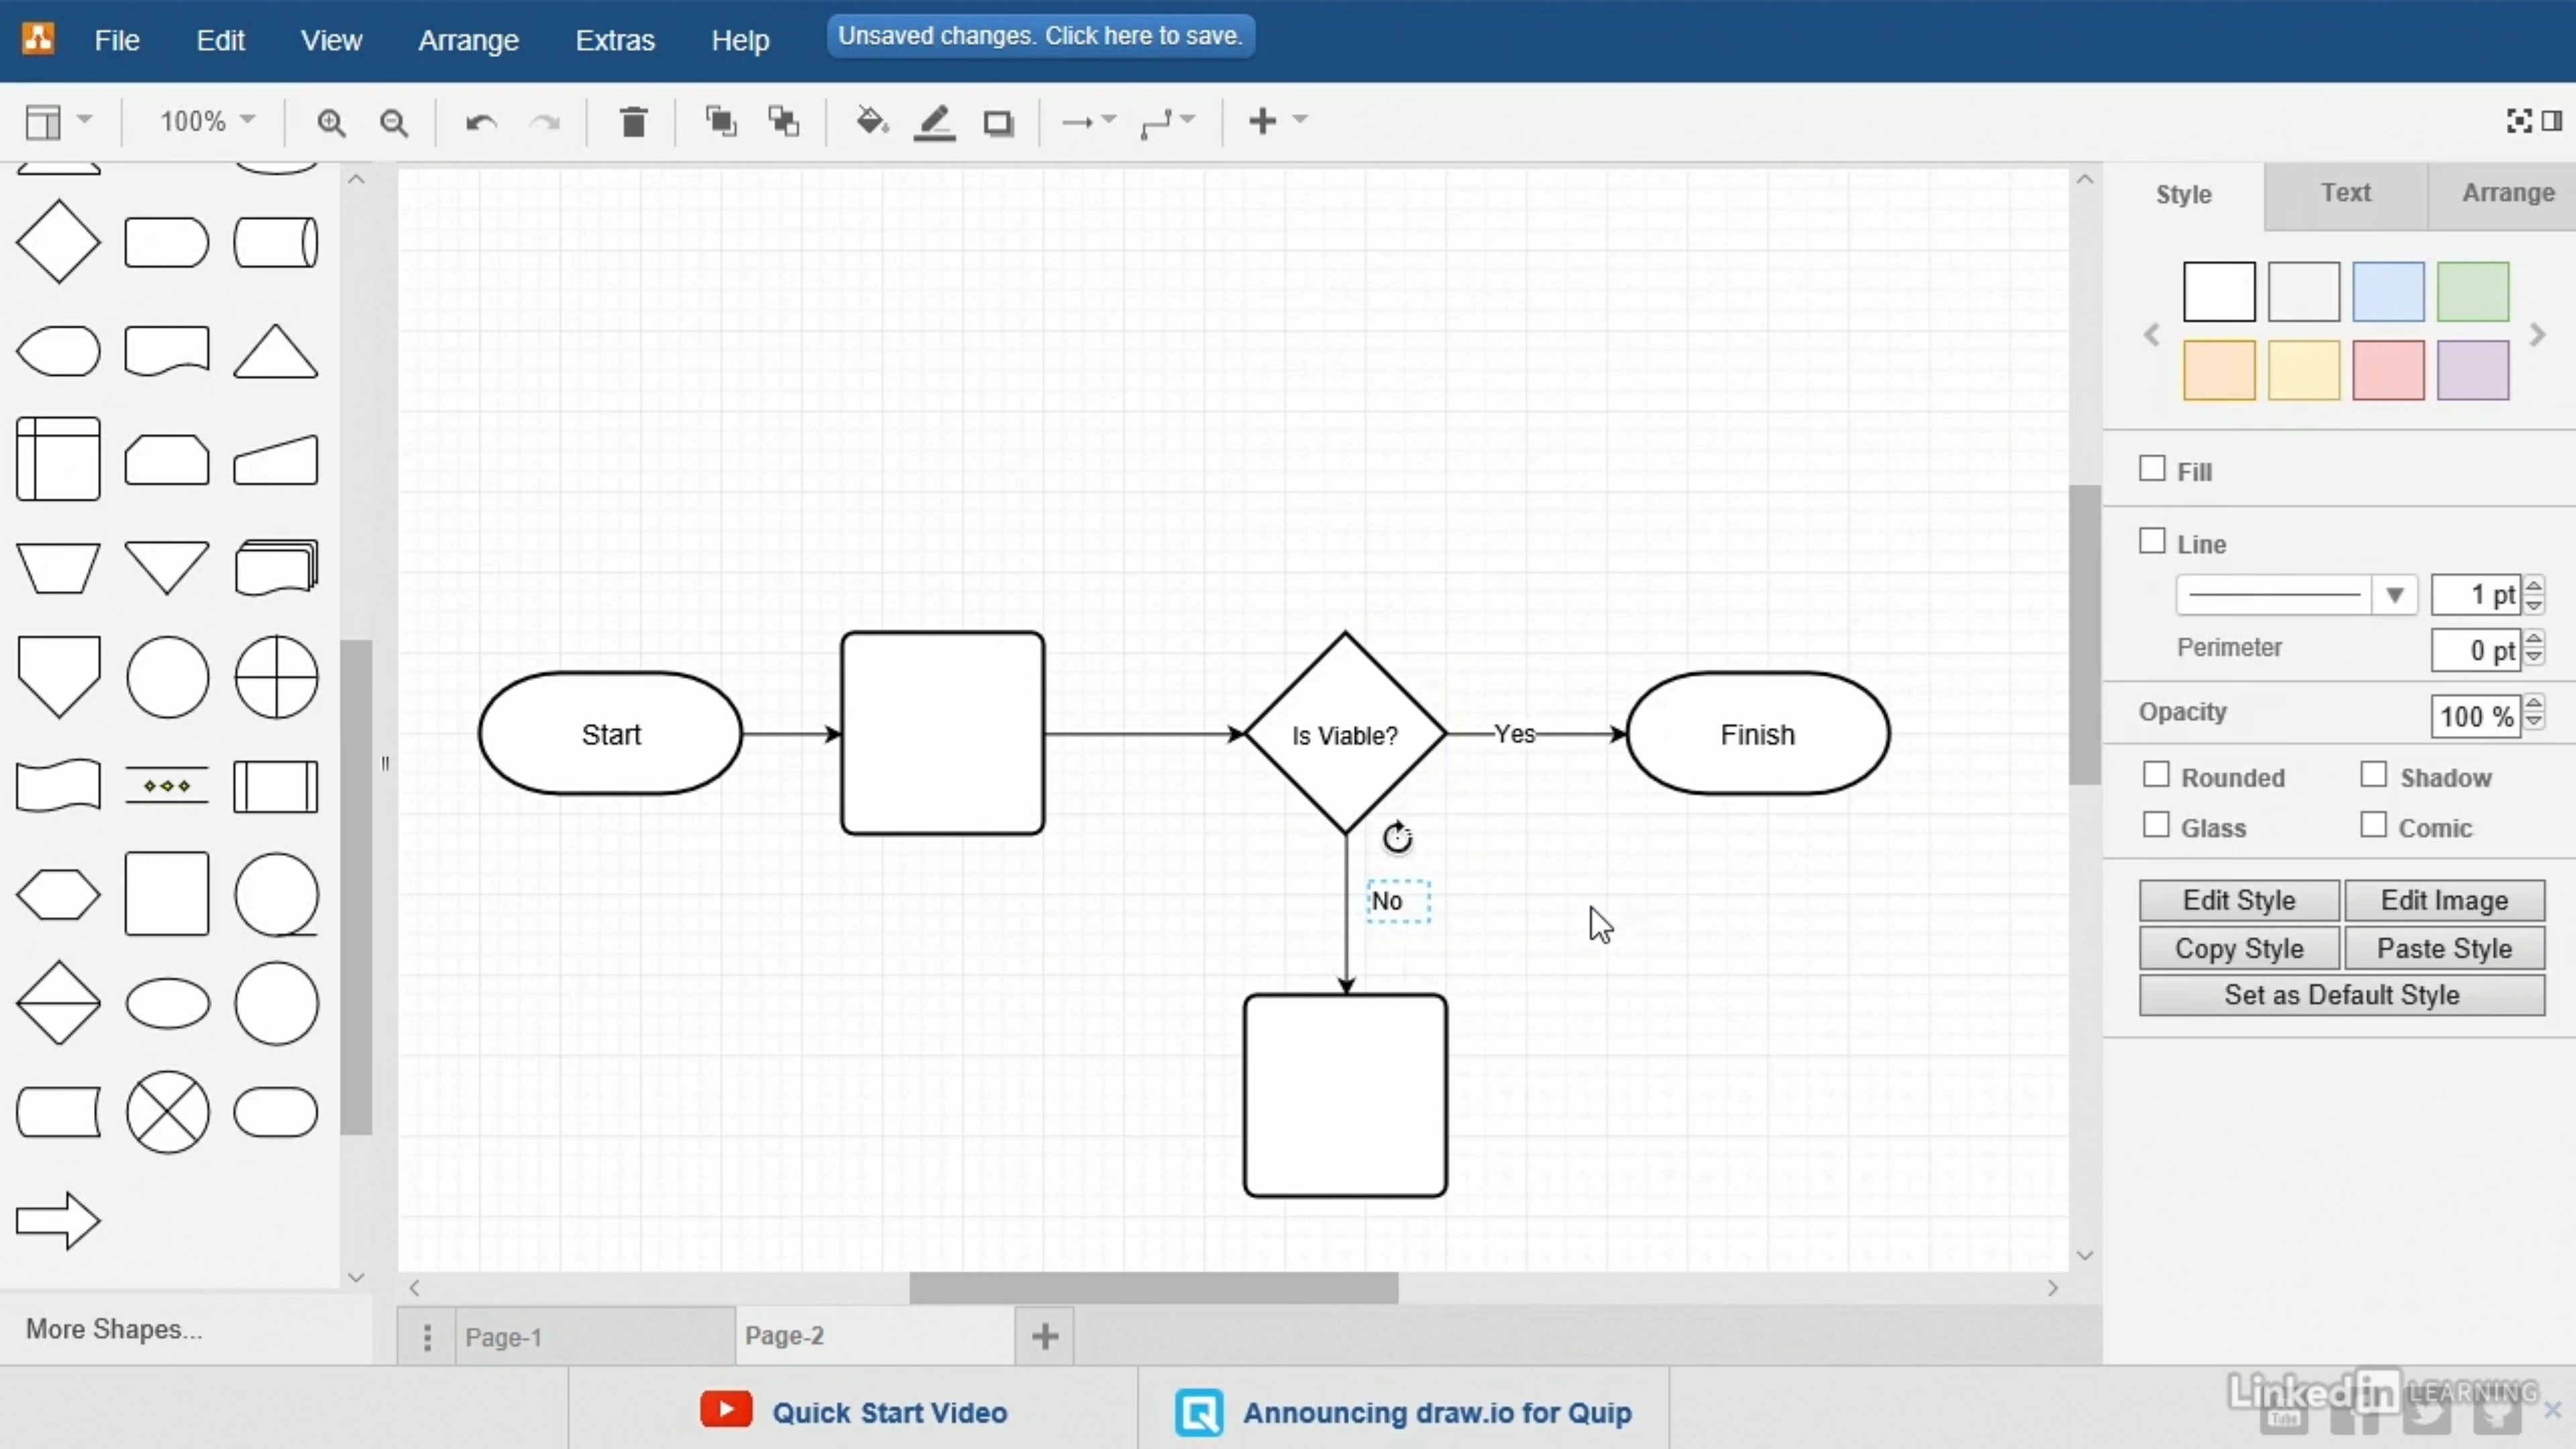 File Edit View Arrange Extras Help Unsaved changes. Click here to save.
100%
Style Text Arrange
Fill
Line
1 pt
Perimeter 0 pt
Opacity 100 %
Rounded Shadow
Glass Comic
Edit Style Edit Image
Copy Style Paste Style
Set as Default Style
Start Is Viable? Yes Finish
No
More Shapes...
Page-1 Page-2
Quick Start Video Announcing draw.io for Quip
Linked in LEARNING
You
Tube